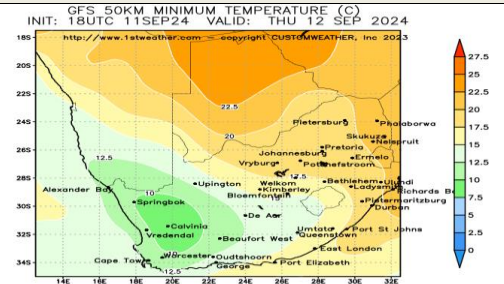 GFS 50KM MINIMUM TEMPERATURE (C)
INIT: 18UTC 11SEP24 VALID: THU 12 SEP 2024
http://www.1stweather.com — copyright CUSTOMWEATHER, Inc 2023
18S
20S
22S
24S
26S
28S
30S
32S
34S
22.5
20
12.5
Pietersburg
Phalaborwa
Skukuza
Nelspruit
Pretoria
Johannesburg
Ermelo
Vryburg
Potchefstroom
12.5
Alexander Bay
10
Upington
Welkom
Bethlehem
Ulundi
Kimberley
Ladysmith
Richards B
Bloemfontein
15
Springbok
Pietermaritzburg
Durban
De Aar
Calvinia
Vredendal
Umtata
Port St Johns
Queenstown
Beaufort West
East London
10
Worcester
Oudtshoorn
Cape Town
George
Port Elizabeth
12.5
14E 16E 18E 20E 22E 24E 26E 28E 30E 32E
27.5
25
22.5
20
17.5
15
12.5
10
7.5
5
2.5
0